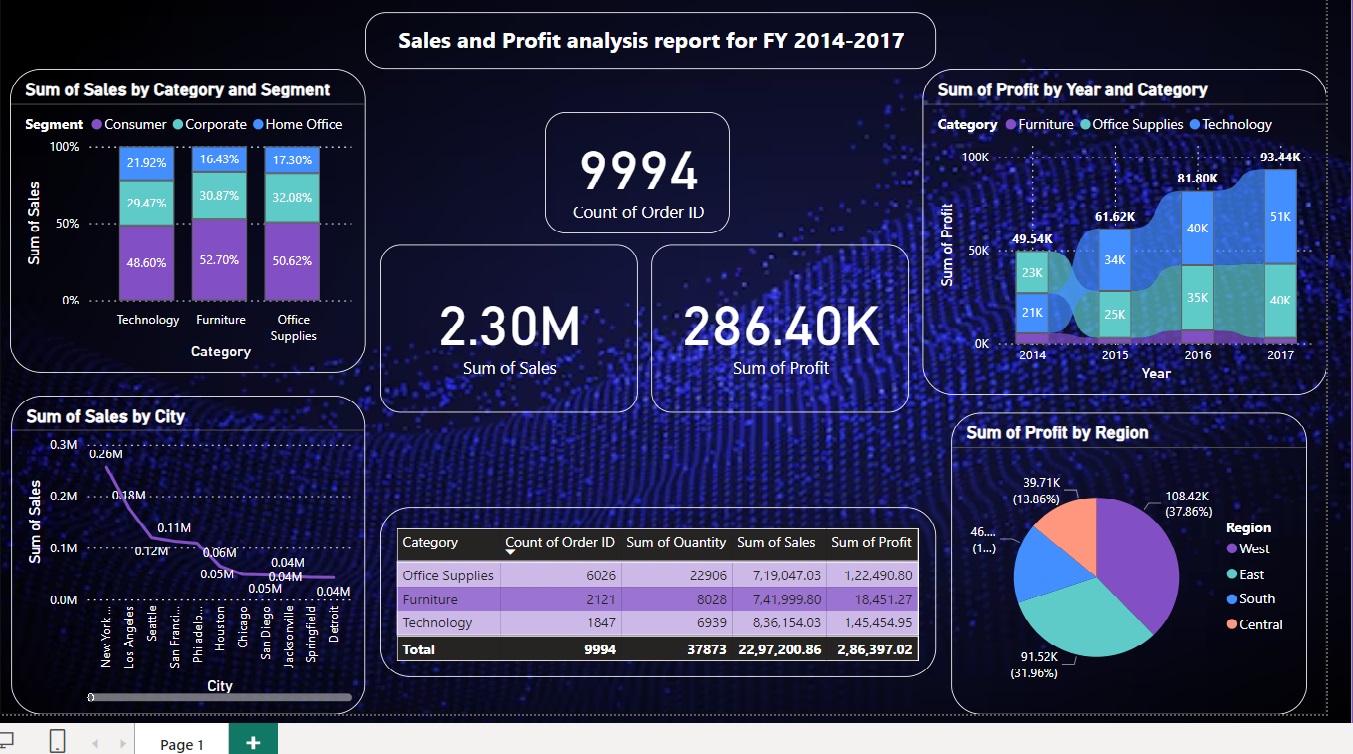 Sales and Profit analysis report for FY 2014-2017
Sum of Sales by Category and Segment
Segment Consumer Corporate Home Office
100%
50%
0%
Sum of Sales
21.92%
29.47%
48.60%
16.43%
30.87%
52.70%
17.30%
32.08%
50.62%
Technology
Furniture
Office
Supplies
Category
9994
Count of Order ID
2.30M
Sum of Sales
286.40K
Sum of Profit
Sum of Profit by Year and Category
Category Furniture Office Supplies Technology
100K
50K
0K
Sum of Profit
49.54K
23K
21K
61.62K
34K
25K
81.80K
40K
35K
93.44K
51K
40K
2014 2015 2016 2017
Year
Sum of Sales by City
0.3M
0.2M
0.1M
0.0M
Sum of Sales
0.26M
0.18M
0.12M
0.11M
0.06M
0.05M
0.05M
0.04M
0.04M
0.04M
New York ...
Los Angeles
Seattle
San Franci...
Philadelp...
Houston
Chicago
San Diego
Jacksonville
Springfield
Detroit
City
Category Count of Order ID Sum of Quantity Sum of Sales Sum of Profit
Office Supplies 6026 22906 7,19,047.03 1,22,490.80
Furniture 2121 8028 7,41,999.80 18,451.27
Technology 1847 6939 8,36,154.03 1,45,454.95
Total 9994 37873 22,97,200.86 2,86,397.02
Sum of Profit by Region
39.71K
(13.86%)
108.42K
(37.86%)
46....
(1...)
91.52K
(31.96%)
Region
West
East
South
Central
Page 1